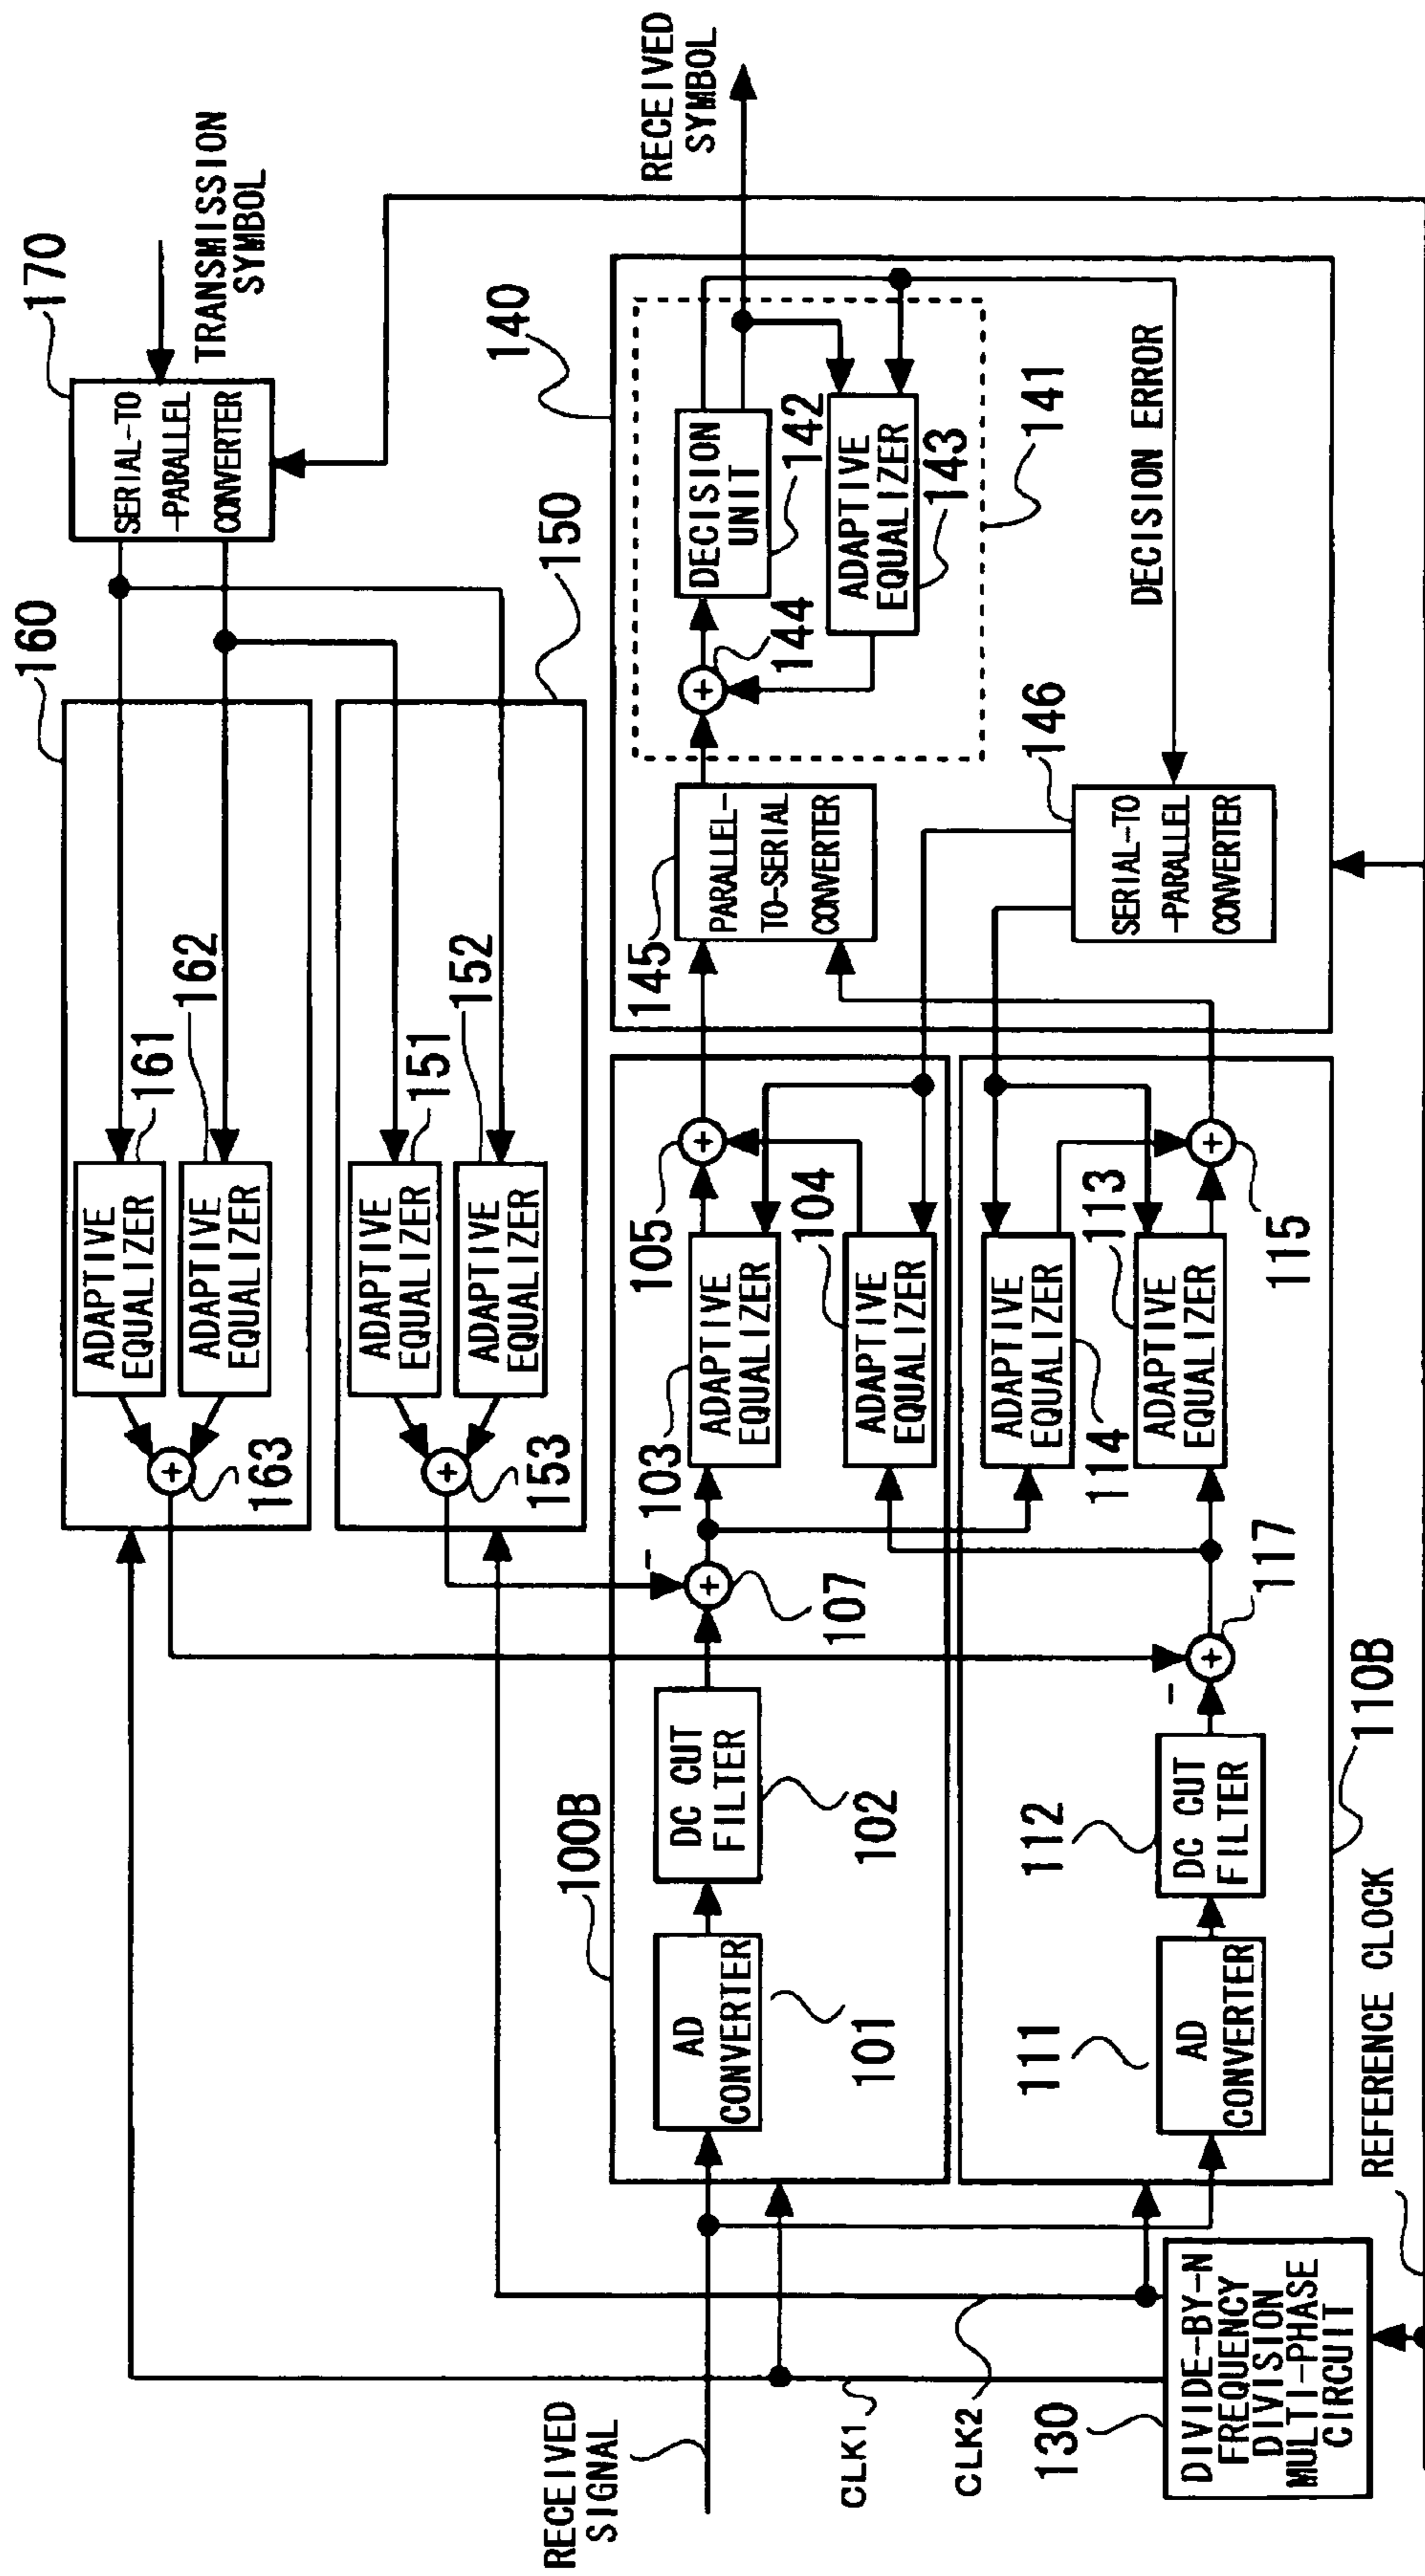 160
170
SERIAL-TO
-PARALLEL
CONVERTER
TRANSMISSION
SYMBOL
ADAPTIVE
EQUALIZER
161
ADAPTIVE
EQUALIZER
162
163
150
ADAPTIVE
EQUALIZER
151
ADAPTIVE
EQUALIZER
152
153
-
140
RECEIVED
SYMBOL
100B
AD
CONVERTER
101
DC CUT
FILTER
102
107
103
ADAPTIVE
EQUALIZER
105
ADAPTIVE
EQUALIZER
104
145
PARALLEL-
TO-SERIAL
CONVERTER
144
DECISION
UNIT
142
ADAPTIVE
EQUALIZER
143
141
DECISION ERROR
146
SERIAL-TO
-PARALLEL
CONVERTER
111
AD
CONVERTER
112
DC CUT
FILTER
-
117
ADAPTIVE
EQUALIZER
114
ADAPTIVE
EQUALIZER
113
115
110B
RECEIVED
SIGNAL
CLK1
CLK2
130
DIVIDE-BY-N
FREQUENCY
DIVISION
MULTI-PHASE
CIRCUIT
REFERENCE CLOCK